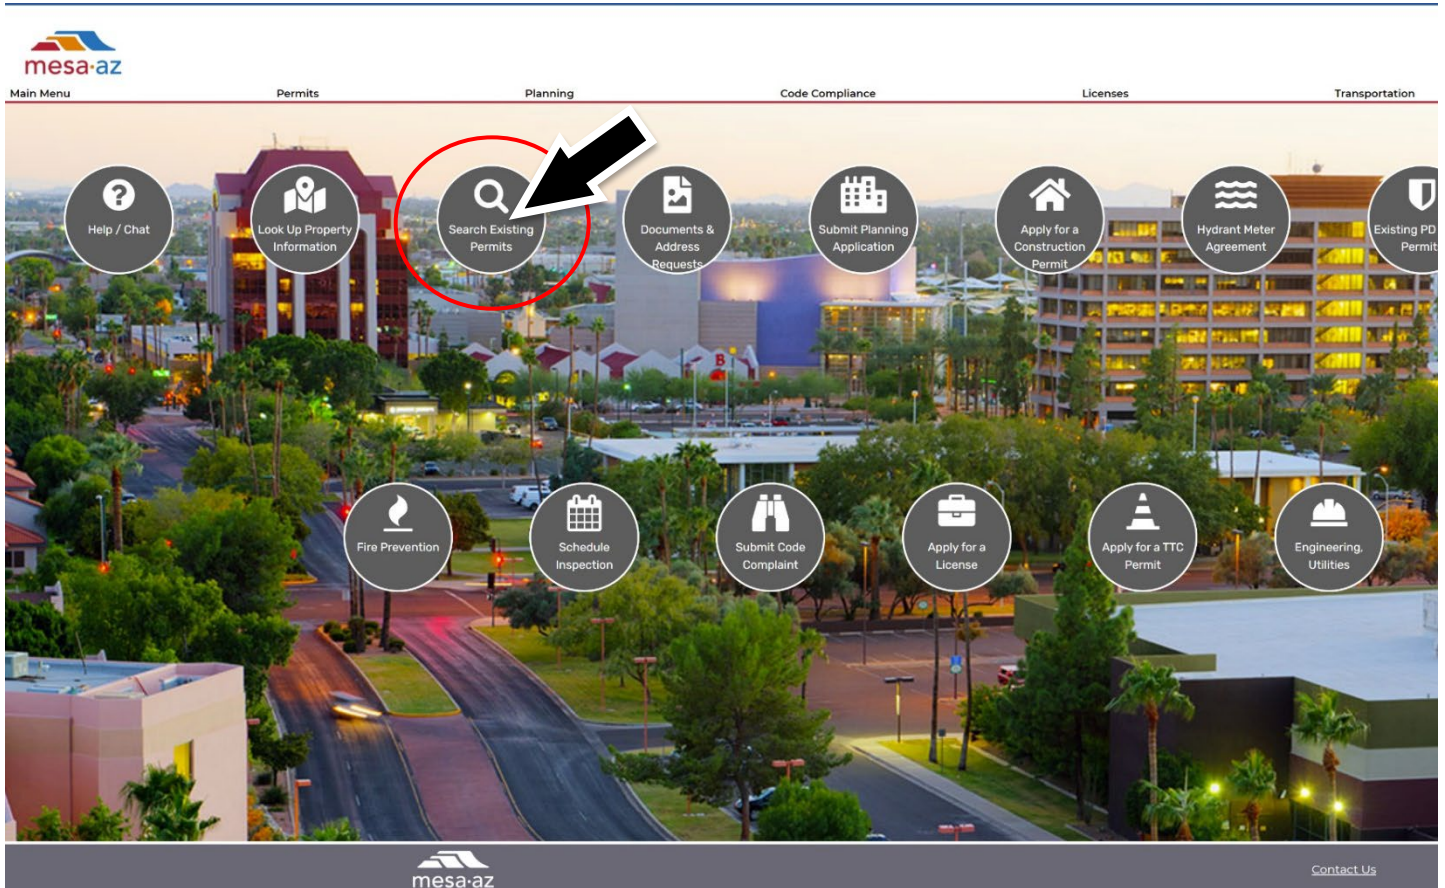 mesa·az
Main Menu
Permits
Planning
Code Compliance
Licenses
Transportation
Help / Chat
Look Up Property
Information
Search Existing
Permits
Documents &
Address
Requests
Submit Planning
Application
Apply for a
Construction
Permit
Hydrant Meter
Agreement
Existing PD
Permit
B
Fire Prevention
Schedule
Inspection
Submit Code
Complaint
Apply for a
License
Apply for a TTC
Permit
Engineering,
Utilities
mesa·az
Contact Us